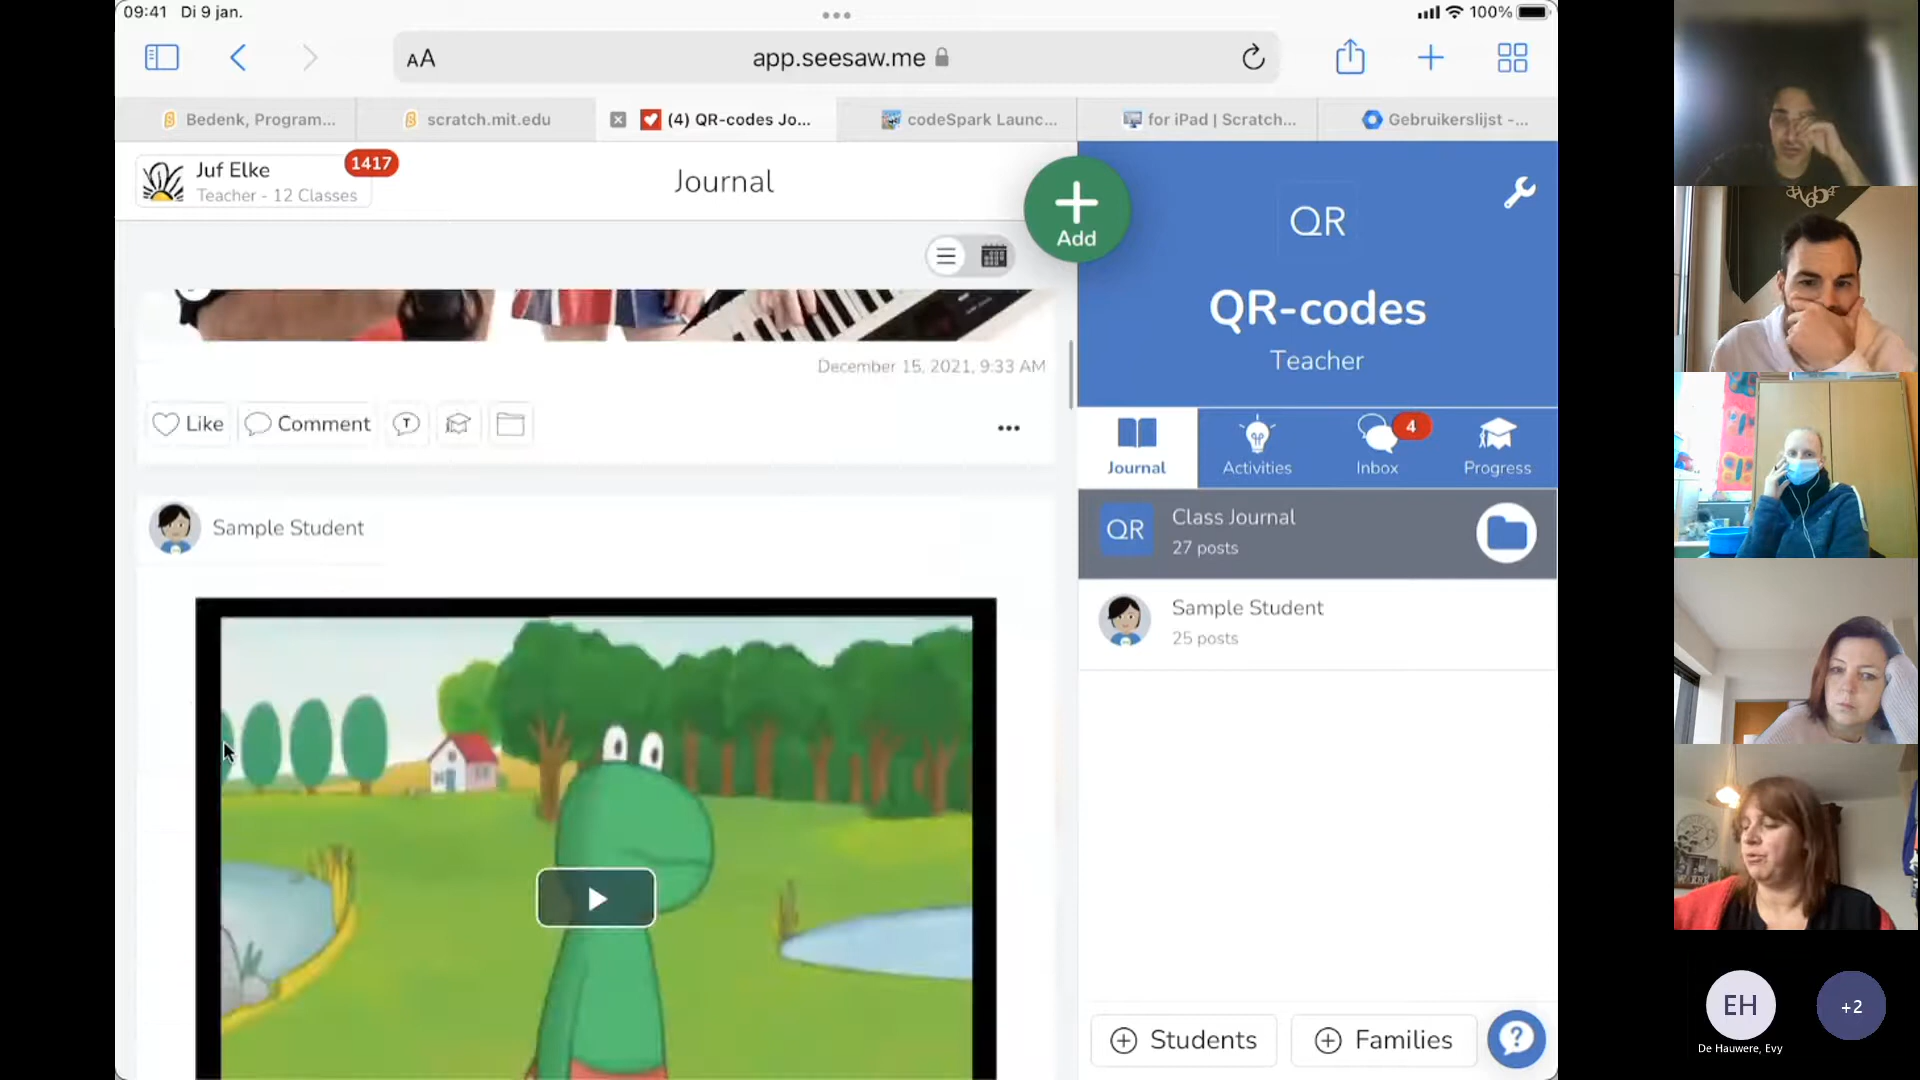 09:41 Di 9 jan.
100%
AA app.seesaw.me
Bedenk, Program...
scratch.mit.edu
(4) QR-codes Jo...
codeSpark Launc...
for iPad | Scratch...
Gebruikerslijst -...
Juf Elke
1417
Teacher - 12 Classes
Journal
Add
QR
QR-codes
Teacher
December 15, 2021, 9:33 AM
Like
Comment
T
Journal
Activities
Inbox
4
Progress
QR
Class Journal
27 posts
Sample Student
Sample Student
25 posts
Students
Families
?
EH
+2
De Hauwere, Evy